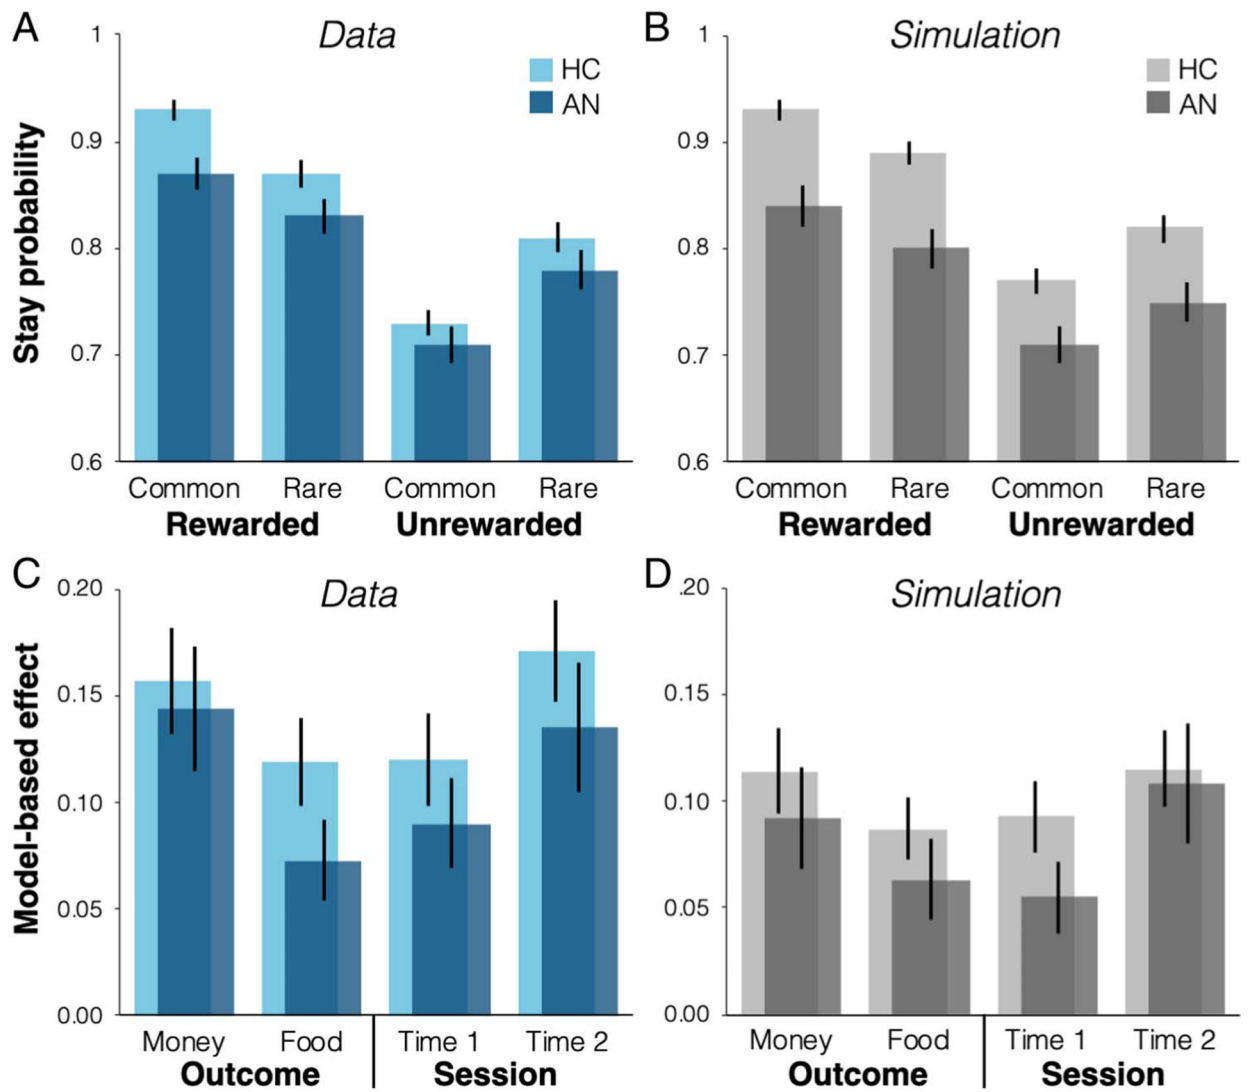 A
Data
HC
AN
Stay probability
1
0.9
0.8
0.7
0.6
Common Rare Common Rare
Rewarded Unrewarded
B
Simulation
HC
AN
1
0.9
0.8
0.7
0.6
Common Rare Common Rare
Rewarded Unrewarded
C
Data
Model-based effect
0.20
0.15
0.10
0.05
0.00
Money Food Time 1 Time 2
Outcome Session
D
Simulation
.20
0.15
0.10
0.05
0.00
Money Food Time 1 Time 2
Outcome Session